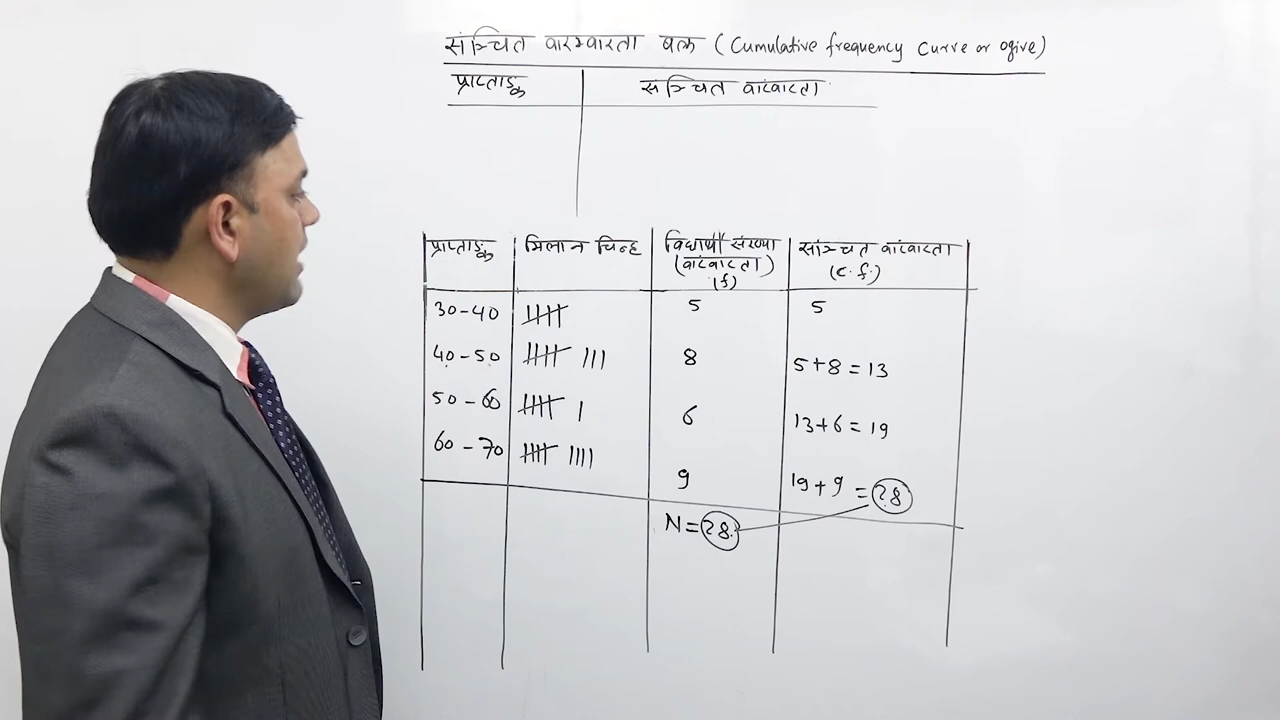 सञ्चित वारम्वारता वक्र (Cumulative frequency Curve or ogive)
प्राप्ताङ्क सञ्चित वारंवारता
प्राप्ताङ्क मिलान चिन्ह विद्यार्थी संख्या सञ्चित वारंवारता
(वारंवारता) (c.f.)
(f)
30-40 5 5
40-50 8 5+8=13
50-60 6 13+6=19
60-70 9 19+9=28
N=28